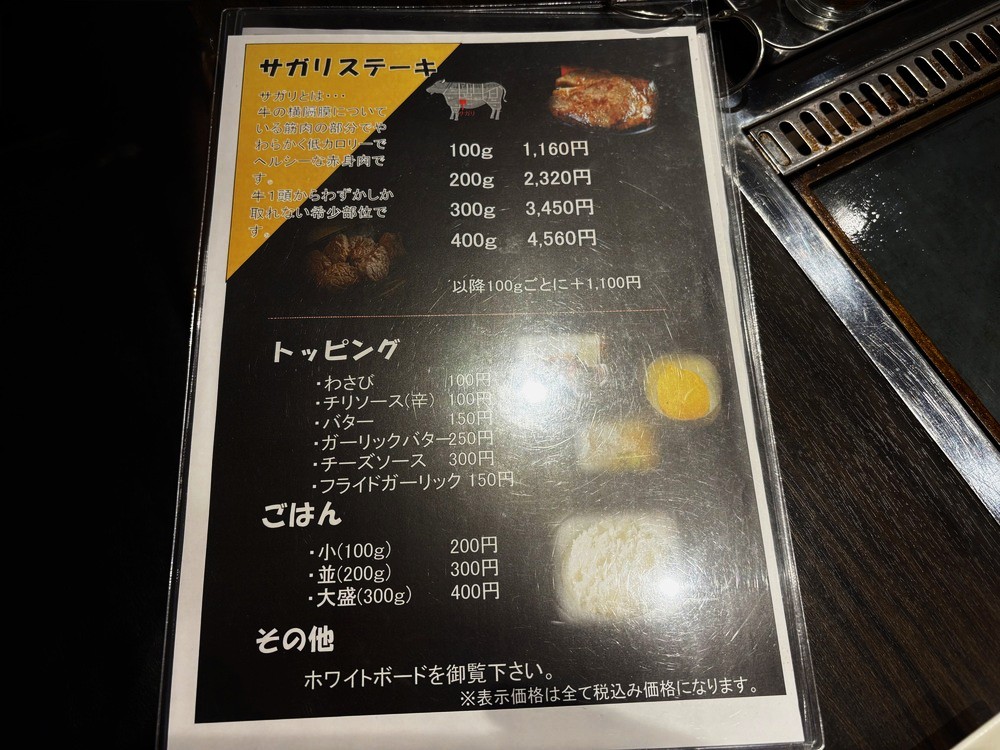 サガリステーキ
サガリとは・・・
牛の横隔膜について
いる筋肉の部分でや
わらかく低カロリーで
ヘルシーな赤身肉で
す。
牛1頭からわずかしか
取れない希少部位で
す。
サガリ
100g 1,160円
200g 2,320円
300g 3,450円
400g 4,560円
以降100gごとに＋1,100円
トッピング
・わさび 100円
・チリソース(辛) 100円
・バター 150円
・ガーリックバター250円
・チーズソース 300円
・フライドガーリック 150円
ごはん
・小(100g) 200円
・並(200g) 300円
・大盛(300g) 400円
その他
ホワイトボードを御覧下さい。
※表示価格は全て税込み価格になります。